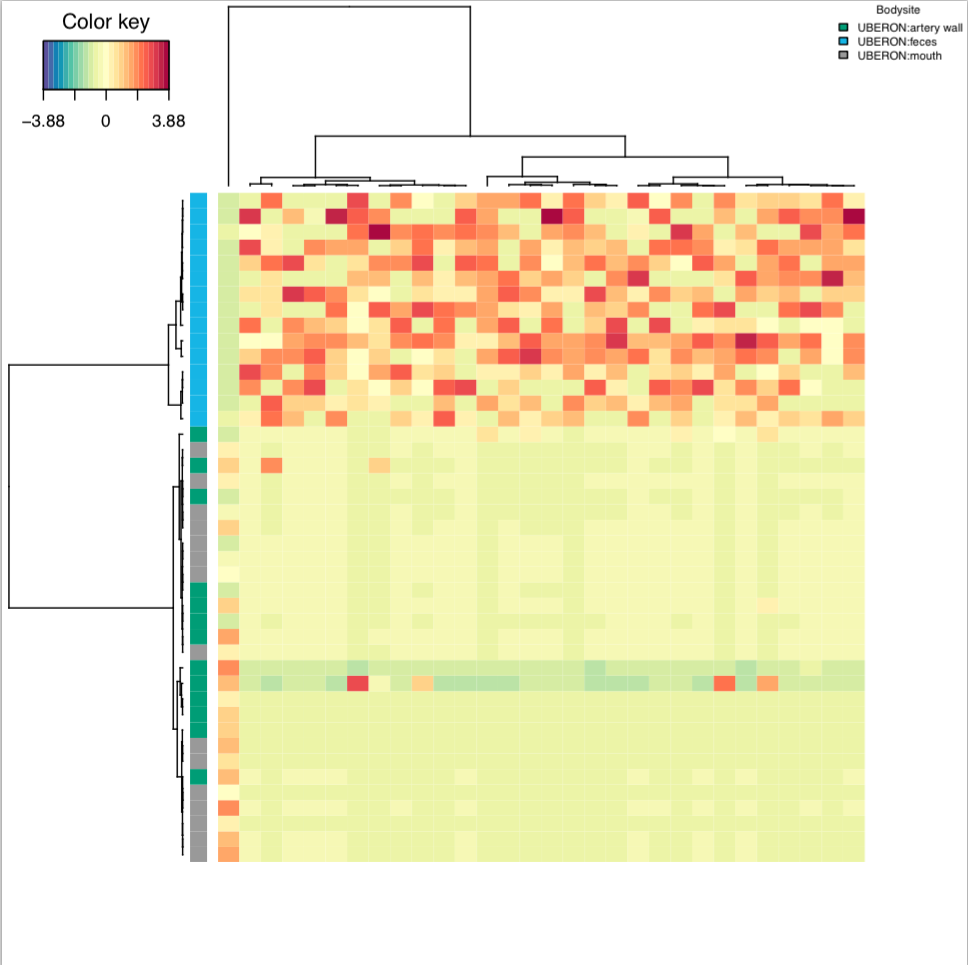 Color key
−3.88 0 3.88
Bodysite
UBERON:artery wall
UBERON:feces
UBERON:mouth